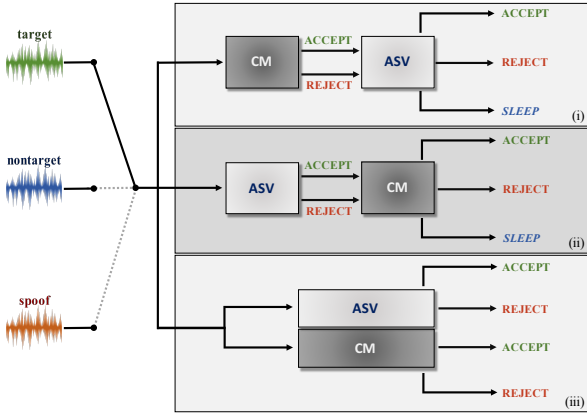 target
nontarget
spoof
CM
ACCEPT
REJECT
ASV
ACCEPT
REJECT
SLEEP
(i)
ASV
ACCEPT
REJECT
CM
ACCEPT
REJECT
SLEEP
(ii)
ASV
CM
ACCEPT
REJECT
ACCEPT
REJECT
(iii)